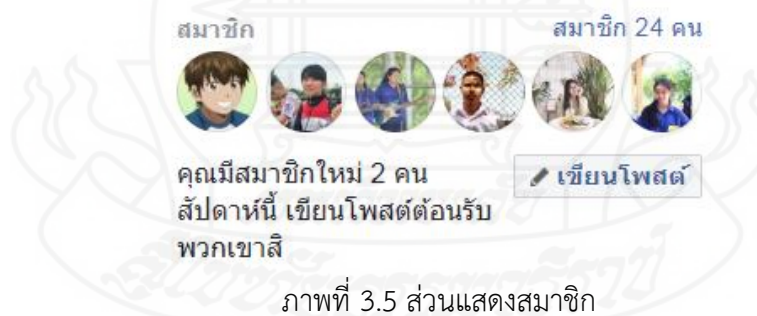 สมาชิก สมาชิก 24 คน
คุณมีสมาชิกใหม่ 2 คน
สัปดาห์นี้ เขียนโพสต์ต้อนรับ
พวกเขาสิ
เขียนโพสต์
ภาพที่ 3.5 ส่วนแสดงสมาชิก